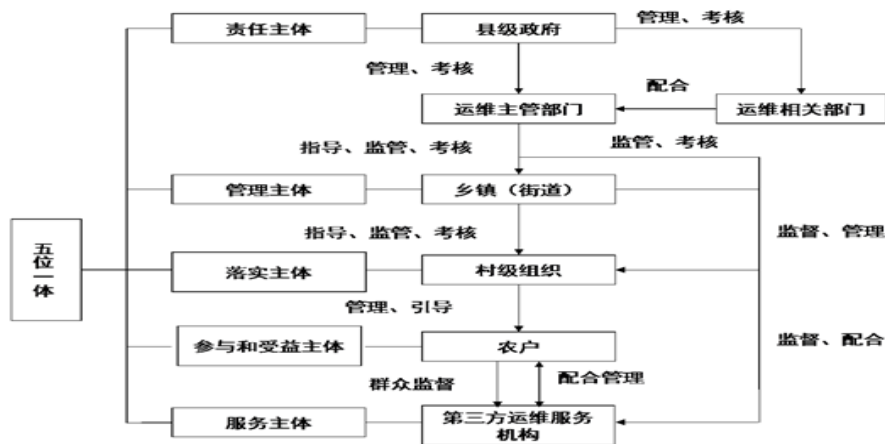 责任主体
县级政府
管理、考核
管理、考核
配合
运维主管部门
运维相关部门
指导、监管、考核
监管、考核
管理主体
乡镇（街道）
指导、监管、考核
监督、管理
五位一体
落实主体
村级组织
管理、引导
参与和受益主体
农户
监督、配合
群众监督
配合管理
服务主体
第三方运维服务
机构